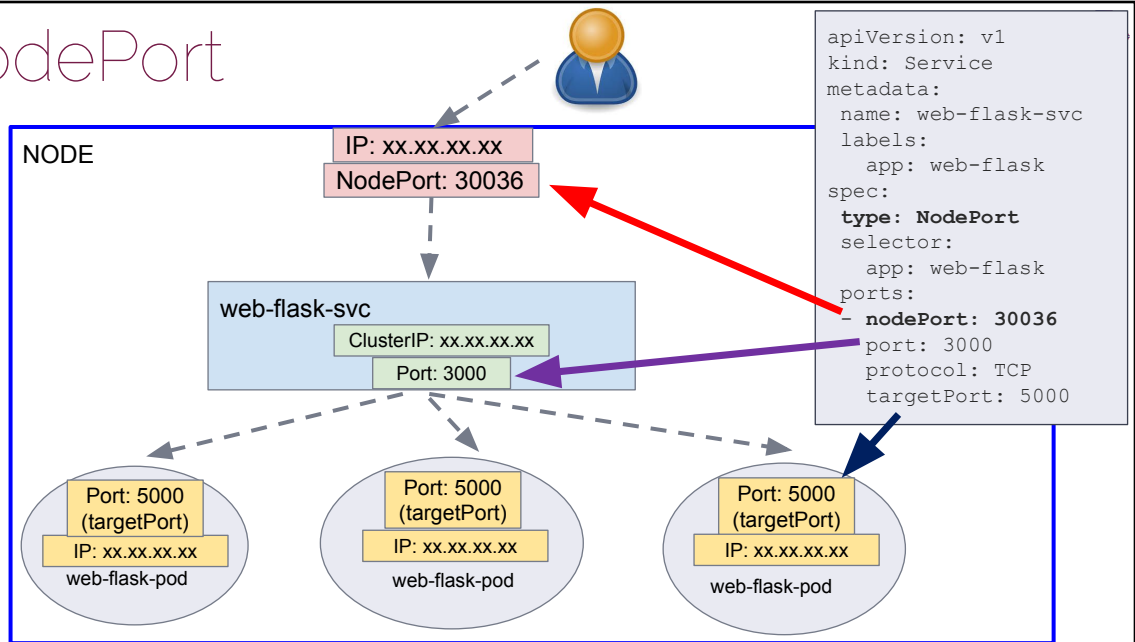 odePort
apiVersion: v1
kind: Service
metadata:
name: web-flask-svc
labels:
app: web-flask
spec:
type: NodePort
selector:
app: web-flask
ports:
- nodePort: 30036
port: 3000
protocol: TCP
targetPort: 5000
NODE
IP: xx.xx.xx.xx
NodePort: 30036
web-flask-svc
ClusterIP: xx.xx.xx.xx
Port: 3000
Port: 5000
(targetPort)
IP: xx.xx.xx.xx
web-flask-pod
Port: 5000
(targetPort)
IP: xx.xx.xx.xx
web-flask-pod
Port: 5000
(targetPort)
IP: xx.xx.xx.xx
web-flask-pod